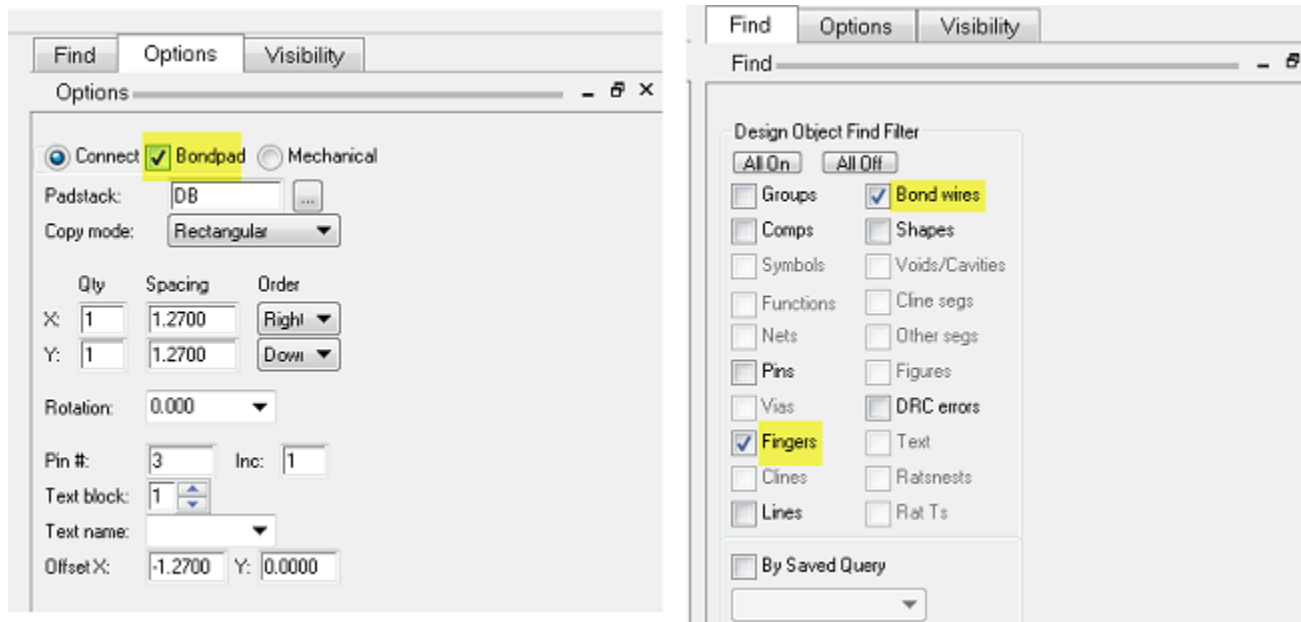 Find Options Visibility
Options
Connect Bondpad Mechanical
Padstack: DB ...
Copy mode: Rectangular
Qty Spacing Order
X: 1 1.2700 Right
Y: 1 1.2700 Down
Rotation: 0.000
Pin #: 3 Inc: 1
Text block: 1
Text name:
Offset X: -1.2700 Y: 0.0000
Find Options Visibility
Find
Design Object Find Filter
All On All Off
Groups Bond wires
Comps Shapes
Symbols Voids/Cavities
Functions Cline segs
Nets Other segs
Pins Figures
Vias DRC errors
Fingers Text
Clines Ratsnests
Lines Rat Ts
By Saved Query